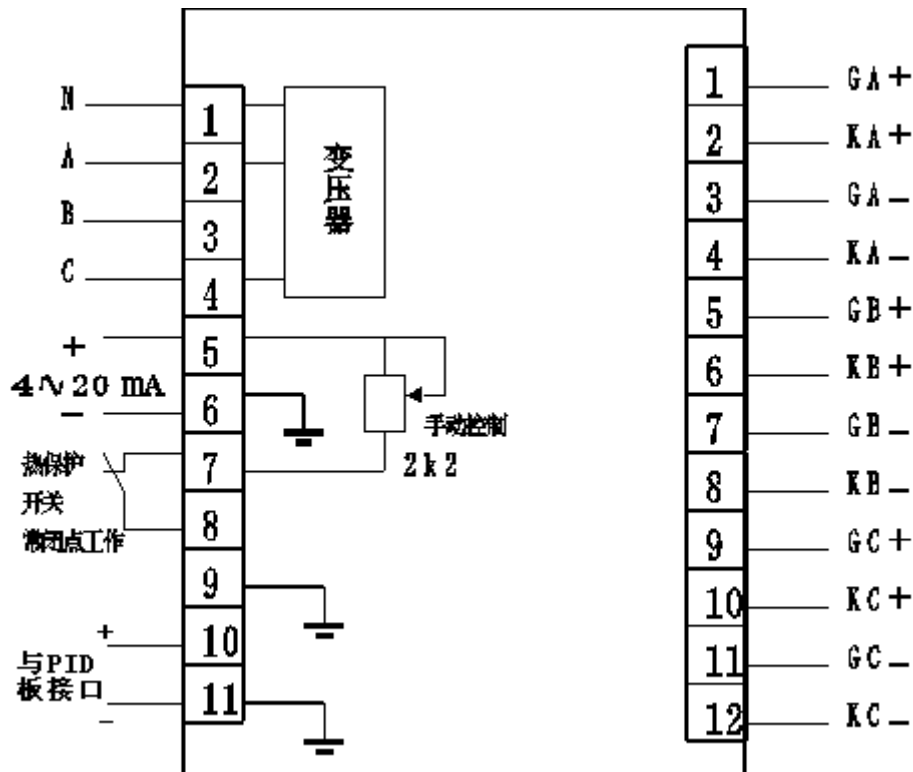 N
A
B
C
+
4~20 mA
−
热保护
开关
常闭点工作
+
与PID
板接口
−
1
2
3
4
5
6
7
8
9
10
11
变压器
手动控制
2k2
1
2
3
4
5
6
7
8
9
10
11
12
GA+
KA+
GA−
KA−
GB+
KB+
GB−
KB−
GC+
KC+
GC−
KC−